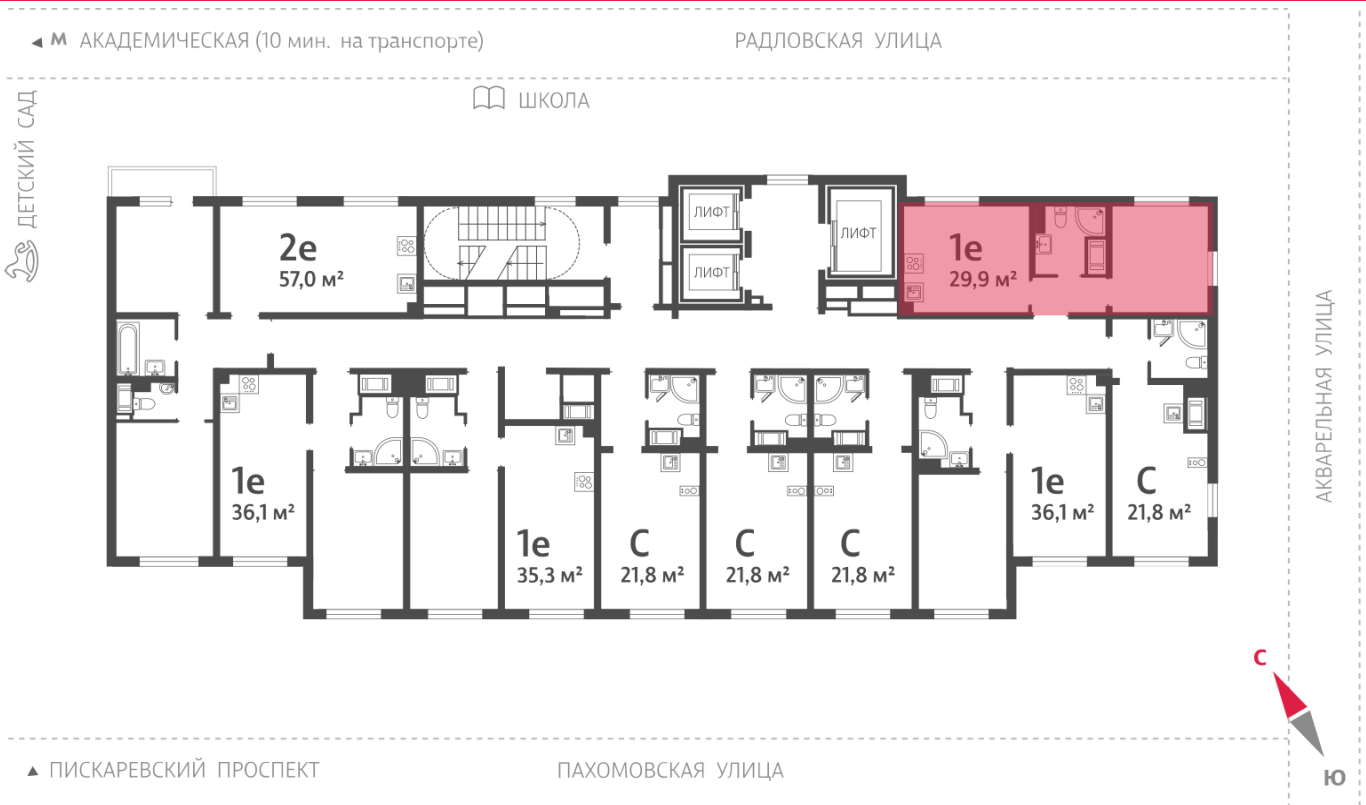 М АКАДЕМИЧЕСКАЯ (10 мин. на транспорте)
РАДЛОВСКАЯ УЛИЦА
ШКОЛА
ДЕТСКИЙ САД
ЛИФТ
ЛИФТ
ЛИФТ
2е
57,0 м²
1е
29,9 м²
АКВАРЕЛЬНАЯ УЛИЦА
1е
36,1 м²
1е
35,3 м²
С
21,8 м²
С
21,8 м²
С
21,8 м²
1е
36,1 м²
С
21,8 м²
С
Ю
ПИСКАРЕВСКИЙ ПРОСПЕКТ
ПАХОМОВСКАЯ УЛИЦА